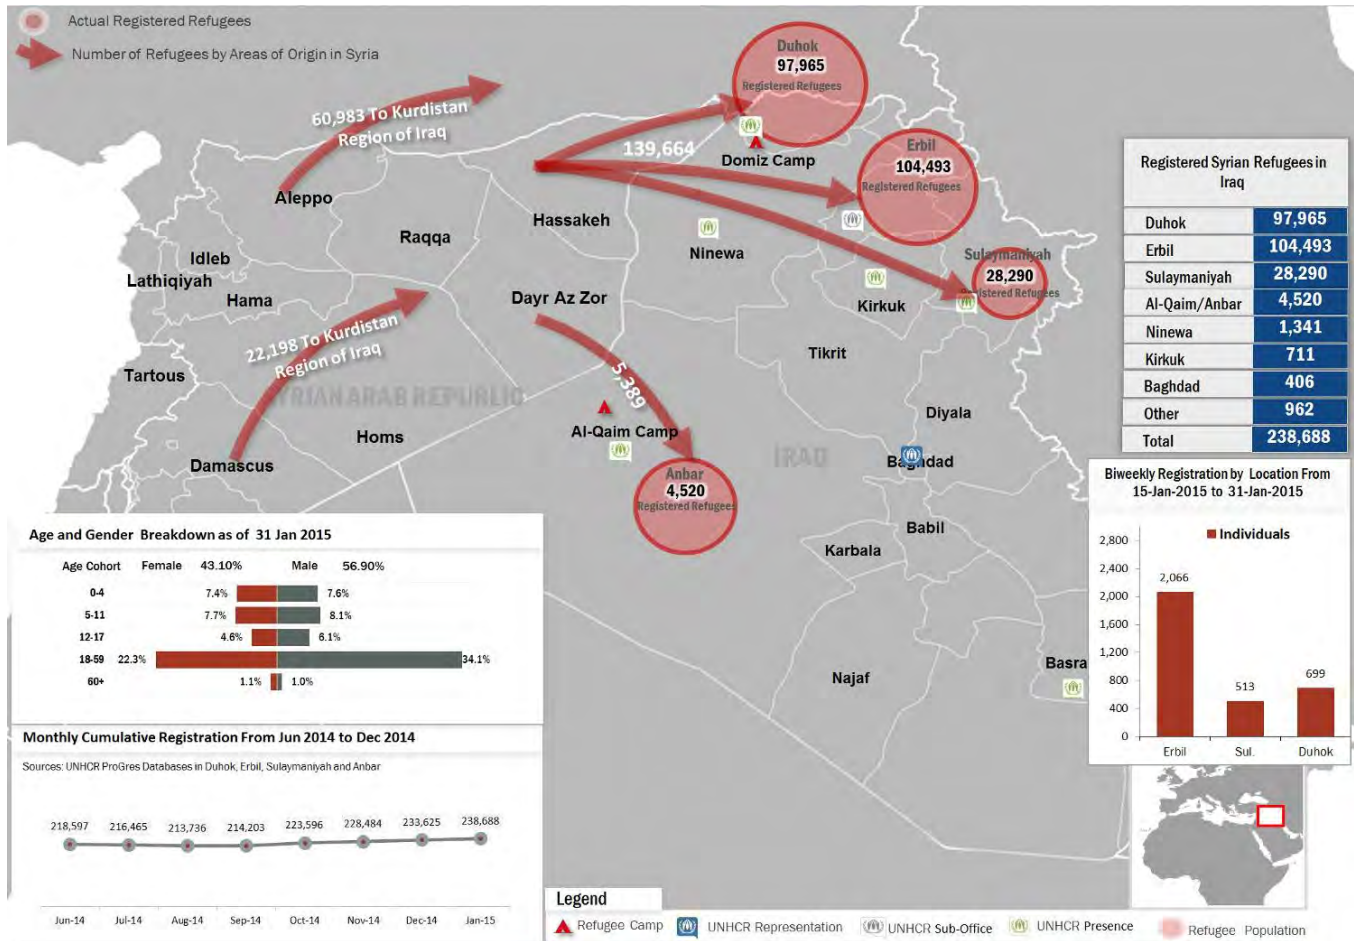 Actual Registered Refugees
Number of Refugees by Areas of Origin in Syria
60,983 To Kurdistan
Region of Iraq
139,664
Duhok
97,965
Registered Refugees
Domiz Camp
Erbil
104,493
Registered Refugees
Aleppo
Hassakeh
Raqqa
Ninewa
Sulaymaniyah
28,290
Registered Refugees
Idleb
Lathiqiyah
Hama
Dayr Az Zor
Kirkuk
22,198 To Kurdistan
Region of Iraq
Tikrit
Tartous
5,389
SYRIAN ARAB REPUBLIC
Homs
Al-Qaim Camp
Diyala
IRAQ
Baghdad
Damascus
Anbar
4,520
Registered Refugees
Babil
Karbala
Najaf
Basra
Registered Syrian Refugees in
Iraq
Duhok 97,965
Erbil 104,493
Sulaymaniyah 28,290
Al-Qaim/Anbar 4,520
Ninewa 1,341
Kirkuk 711
Baghdad 406
Other 962
Total 238,688
Biweekly Registration by Location From
15-Jan-2015 to 31-Jan-2015
Individuals
2,800
2,400
2,000
1,600
1,200
800
400
0
2,066
513
699
Erbil Sul. Duhok
Age and Gender Breakdown as of 31 Jan 2015
Age Cohort Female 43.10% Male 56.90%
0-4 7.4% 7.6%
5-11 7.7% 8.1%
12-17 4.6% 6.1%
18-59 22.3% 34.1%
60+ 1.1% 1.0%
Monthly Cumulative Registration From Jun 2014 to Dec 2014
Sources: UNHCR ProGres Databases in Duhok, Erbil, Sulaymaniyah and Anbar
218,597 216,465 213,736 214,203 223,596 228,484 233,625 238,688
Jun-14 Jul-14 Aug-14 Sep-14 Oct-14 Nov-14 Dec-14 Jan-15
Legend
Refugee Camp UNHCR Representation UNHCR Sub-Office UNHCR Presence Refugee Population